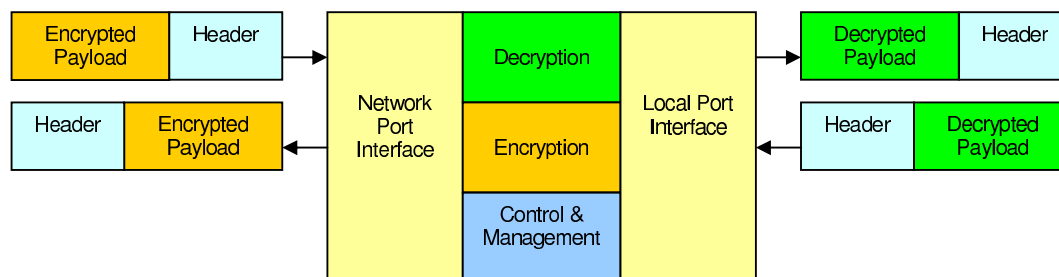 Encrypted
Payload
Header
Decryption
Decrypted
Payload
Header
Network
Port
Interface
Local Port
Interface
Header
Encrypted
Payload
Encryption
Header
Decrypted
Payload
Control &
Management